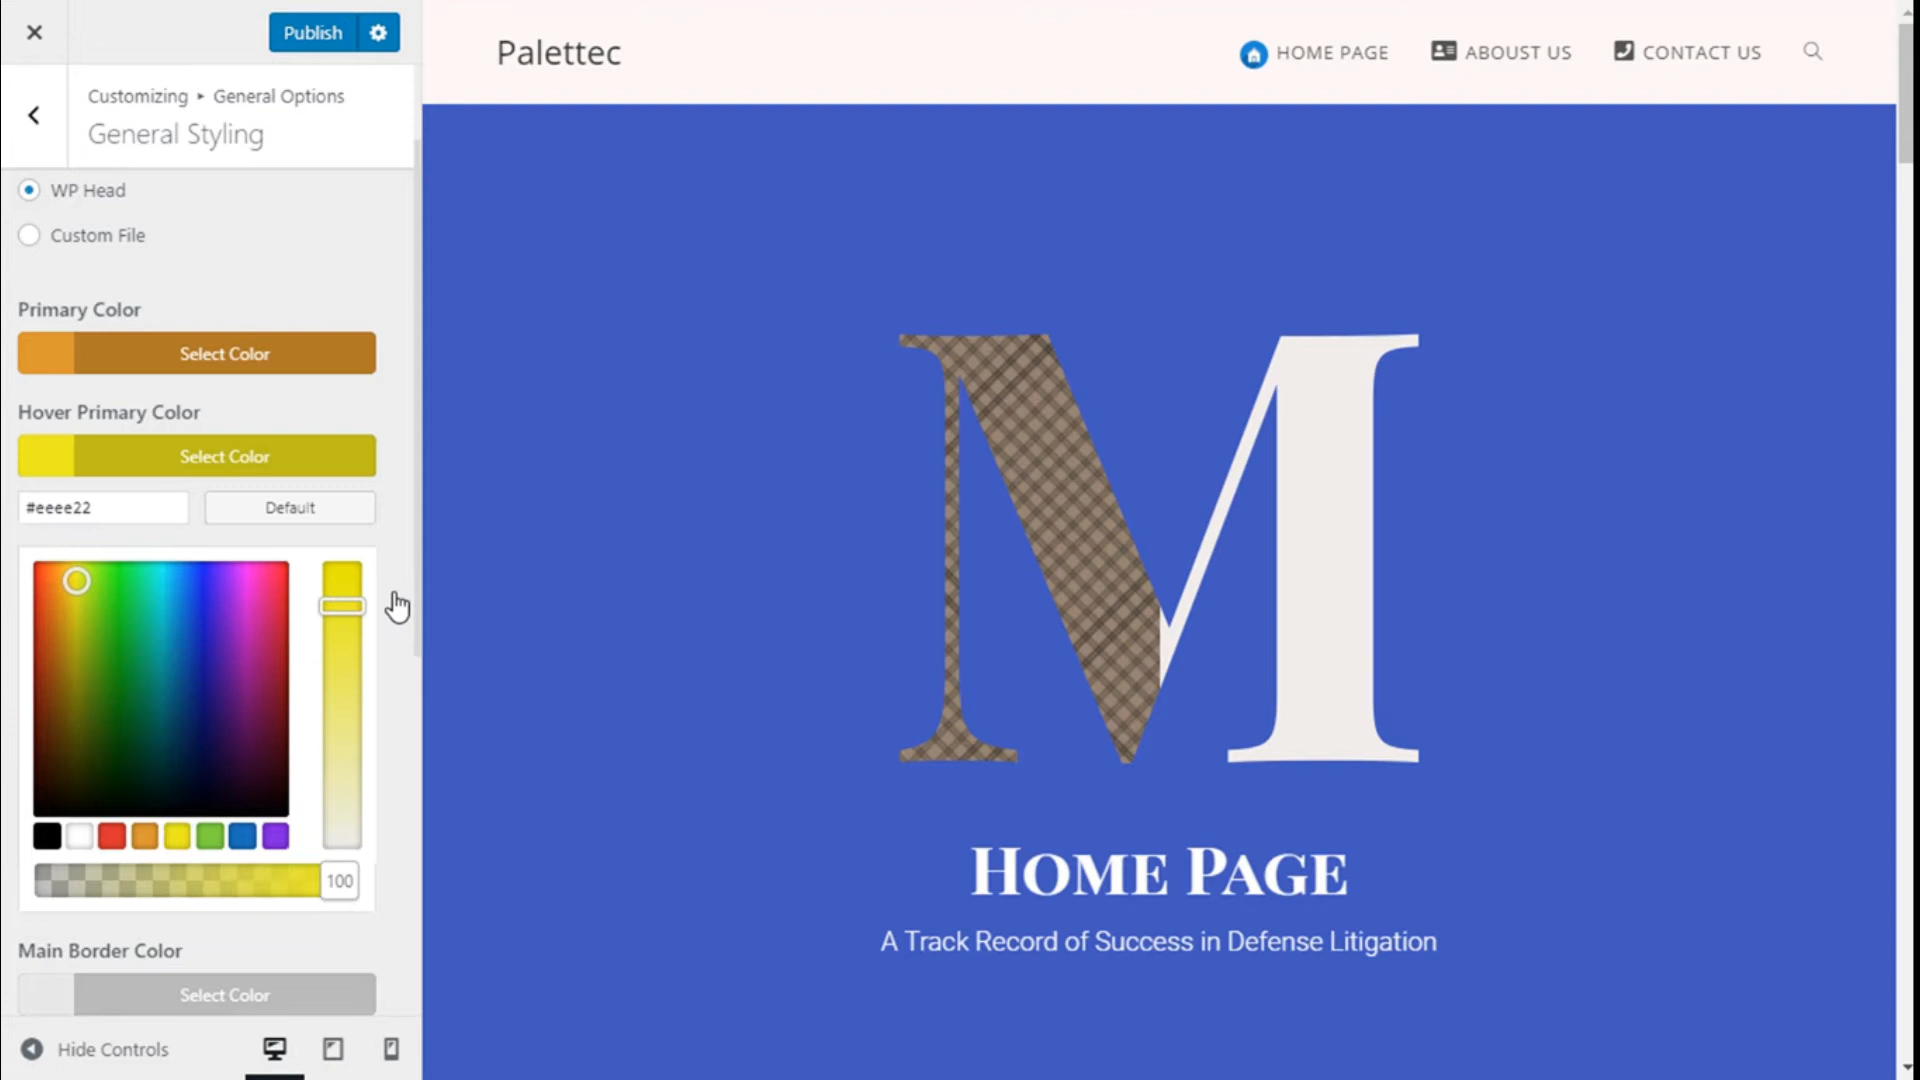 Publish
Customizing ▸ General Options
General Styling
WP Head
Custom File
Primary Color
Select Color
Hover Primary Color
Select Color
#eeee22
Default
100
Main Border Color
Select Color
Hide Controls
Palettec
HOME PAGE
ABOUST US
CONTACT US
M
HOME PAGE
A Track Record of Success in Defense Litigation